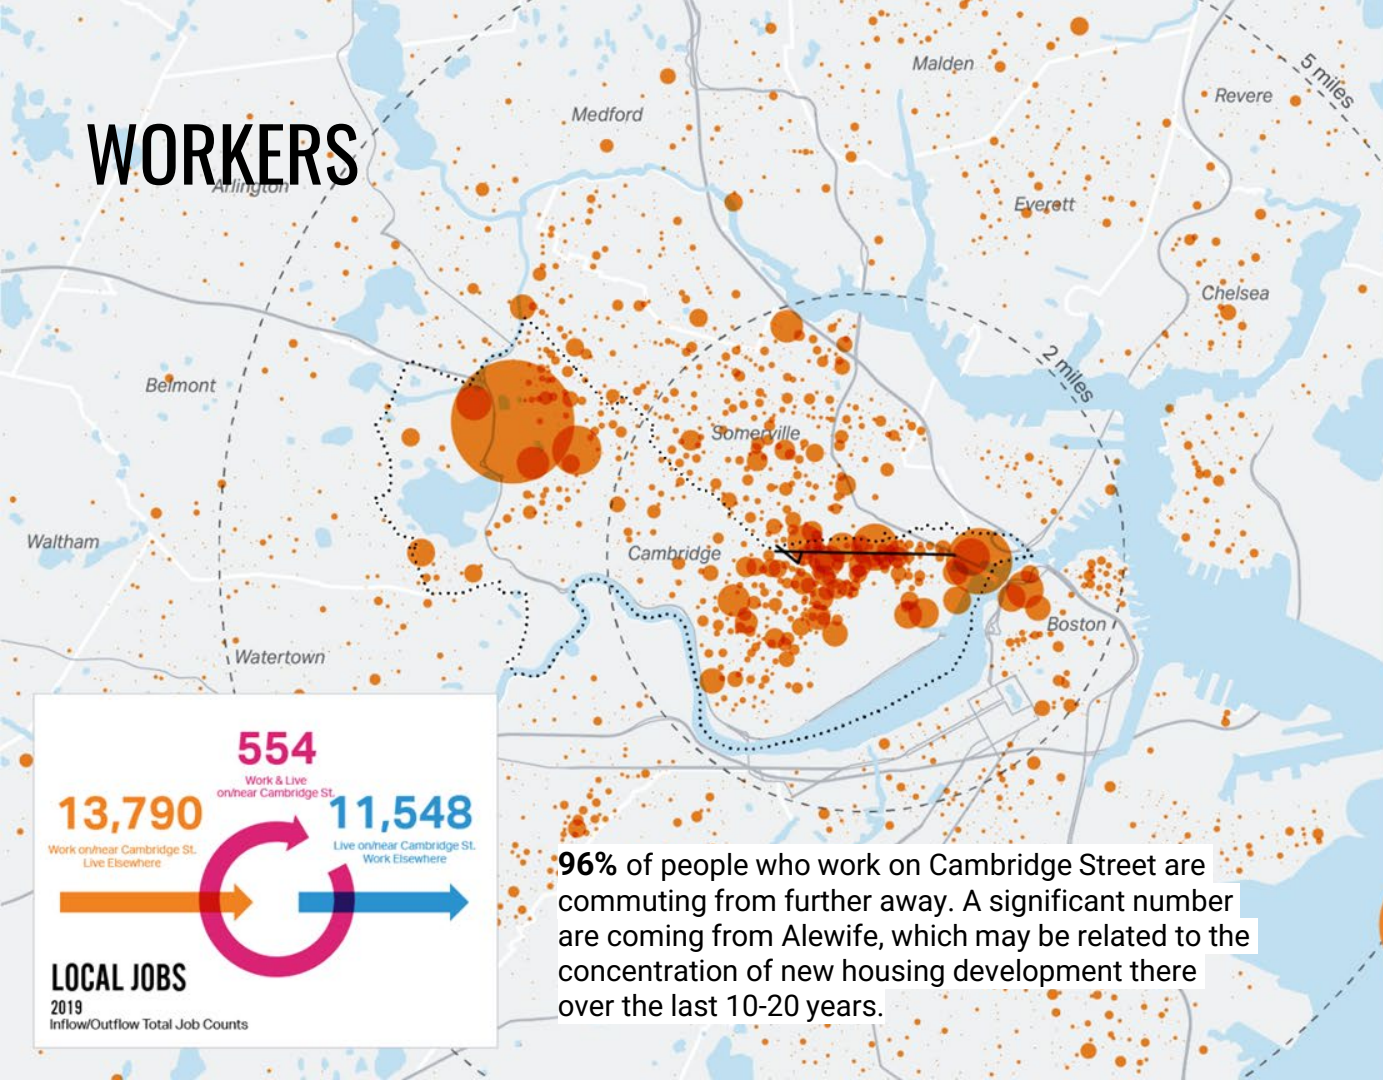 WORKERS
Malden
5 miles
Revere
Medford
Arlington
Everett
Chelsea
2 miles
Belmont
Somerville
Waltham
Cambridge
Boston
Watertown
554
Work & Live
on/near Cambridge St.
13,790
Work on/near Cambridge St.
Live Elsewhere
11,548
Live on/near Cambridge St.
Work Elsewhere
LOCAL JOBS
2019
Inflow/Outflow Total Job Counts
96% of people who work on Cambridge Street are
commuting from further away. A significant number
are coming from Alewife, which may be related to the
concentration of new housing development there
over the last 10-20 years.